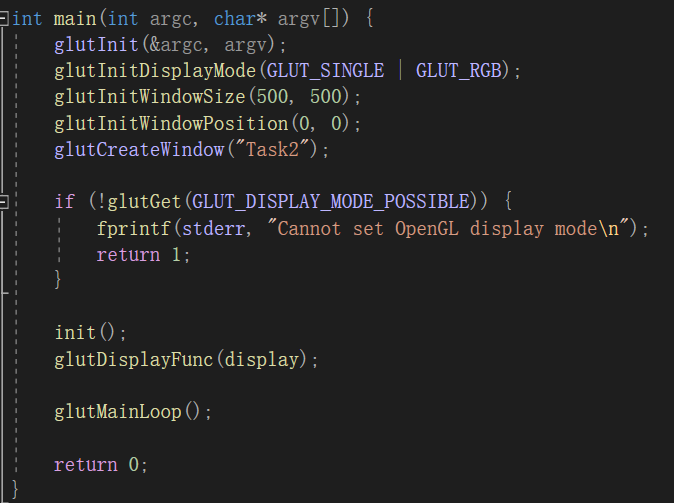 int main(int argc, char* argv[]) {
glutInit(&argc, argv);
glutInitDisplayMode(GLUT_SINGLE | GLUT_RGB);
glutInitWindowSize(500, 500);
glutInitWindowPosition(0, 0);
glutCreateWindow("Task2");
if (!glutGet(GLUT_DISPLAY_MODE_POSSIBLE)) {
fprintf(stderr, "Cannot set OpenGL display mode\n");
return 1;
}
init();
glutDisplayFunc(display);
glutMainLoop();
return 0;
}